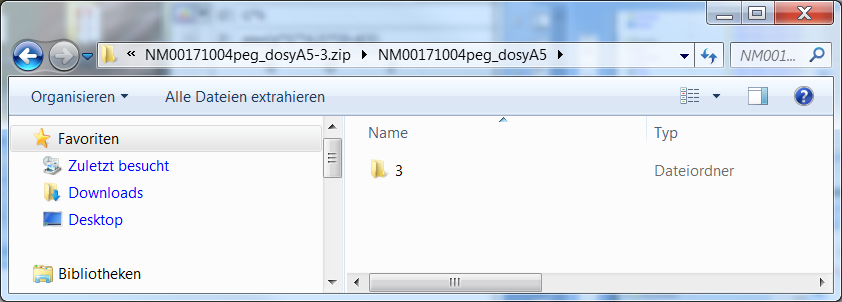 « NM00171004peg_dosyA5-3.zip ▸ NM00171004peg_dosyA5 ▸ NM001...
Organisieren Alle Dateien extrahieren
Name Typ
Favoriten
3 Dateiordner
Zuletzt besucht
Downloads
Desktop
Bibliotheken